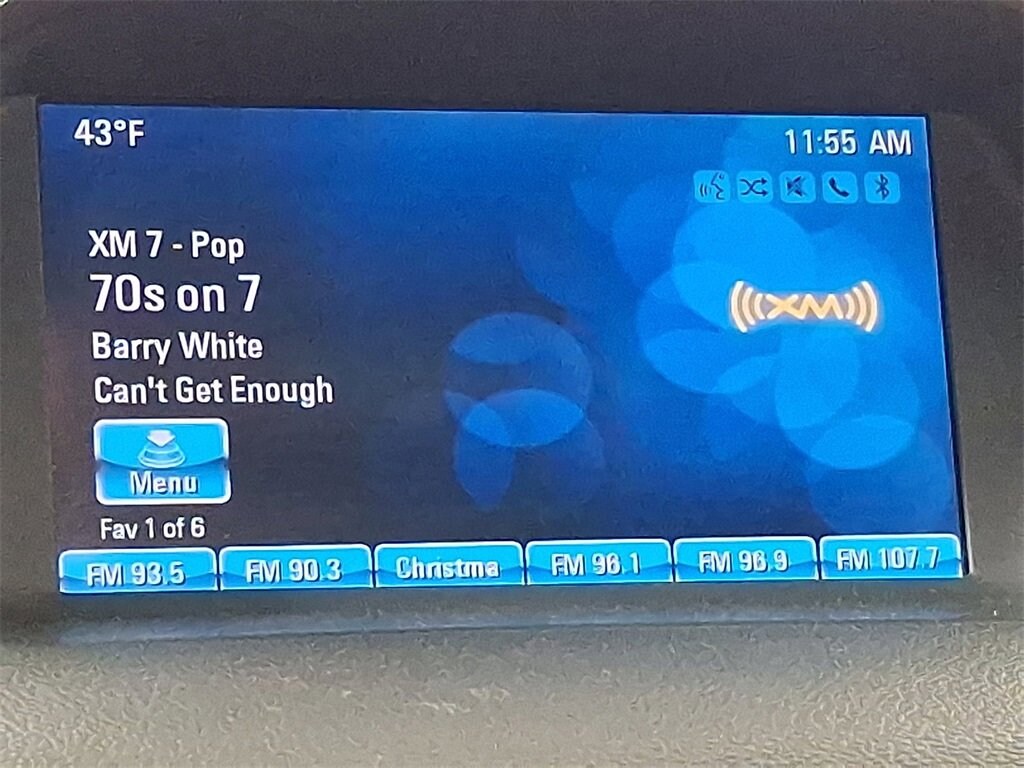 43°F
11:55 AM
XM 7 - Pop
70s on 7
XM
Barry White
Can't Get Enough
Menu
Fav 1 of 6
FM 93.5 FM 90.3 Christma FM 96.1 FM 96.9 FM 107.7